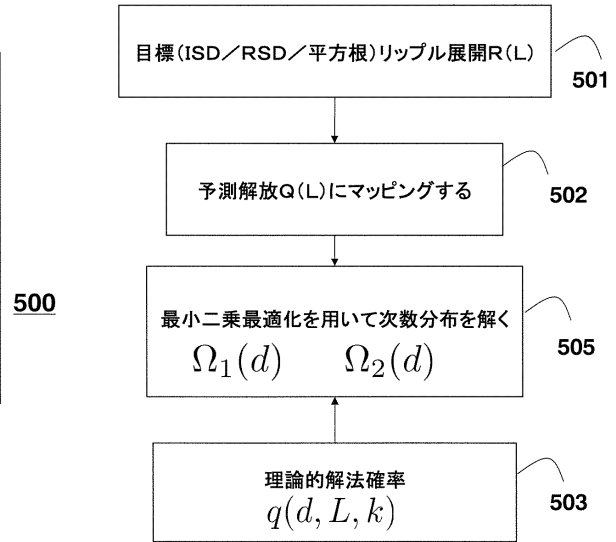 目標(ISD/RSD/平方根)リップル展開R(L)
501
予測解放Q(L)にマッピングする
502
500
最小二乗最適化を用いて次数分布を解く
Ω₁(d) Ω₂(d)
505
理論的解法確率
q(d, L, k)
503